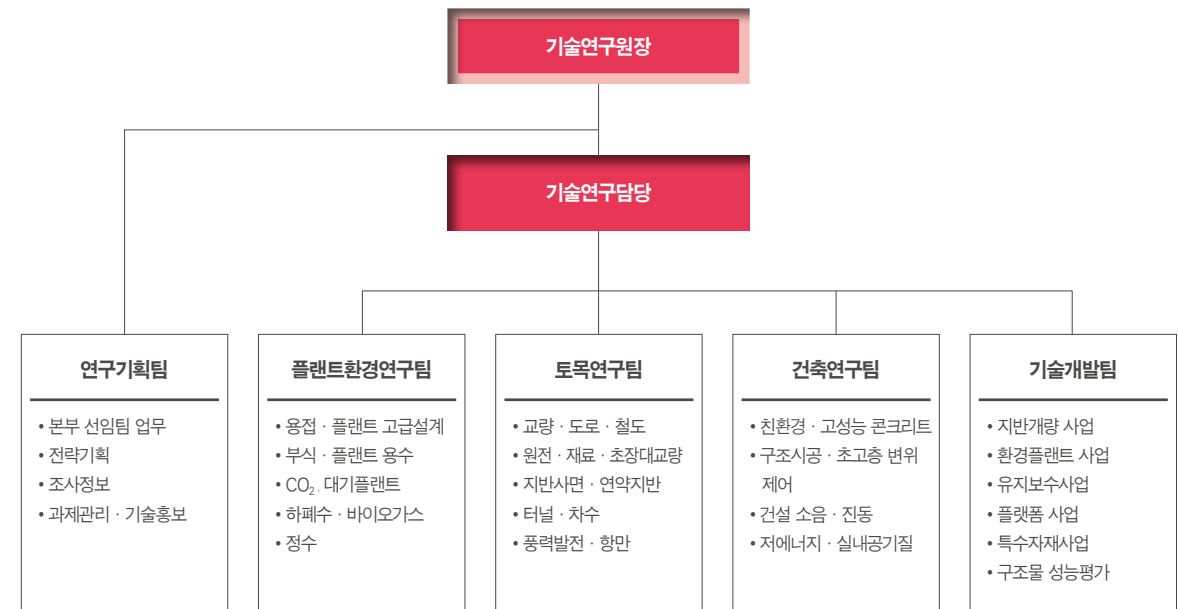 기술연구원장
기술연구담당
연구기획팀
• 본부 선임팀 업무
• 전략기획
• 조사정보
• 과제관리 · 기술홍보
플랜트환경연구팀
• 용접 · 플랜트 고급설계
• 부식 · 플랜트 용수
• CO₂ · 대기플랜트
• 하폐수 · 바이오가스
• 정수
토목연구팀
• 교량 · 도로 · 철도
• 원전 · 재료 · 초장대교량
• 지반사면 · 연약지반
• 터널 · 차수
• 풍력발전 · 항만
건축연구팀
• 친환경 · 고성능 콘크리트
• 구조시공 · 초고층 변위
제어
• 건설 소음 · 진동
• 저에너지 · 실내공기질
기술개발팀
• 지반개량 사업
• 환경플랜트 사업
• 유지보수사업
• 플랫폼 사업
• 특수자재사업
• 구조물 성능평가